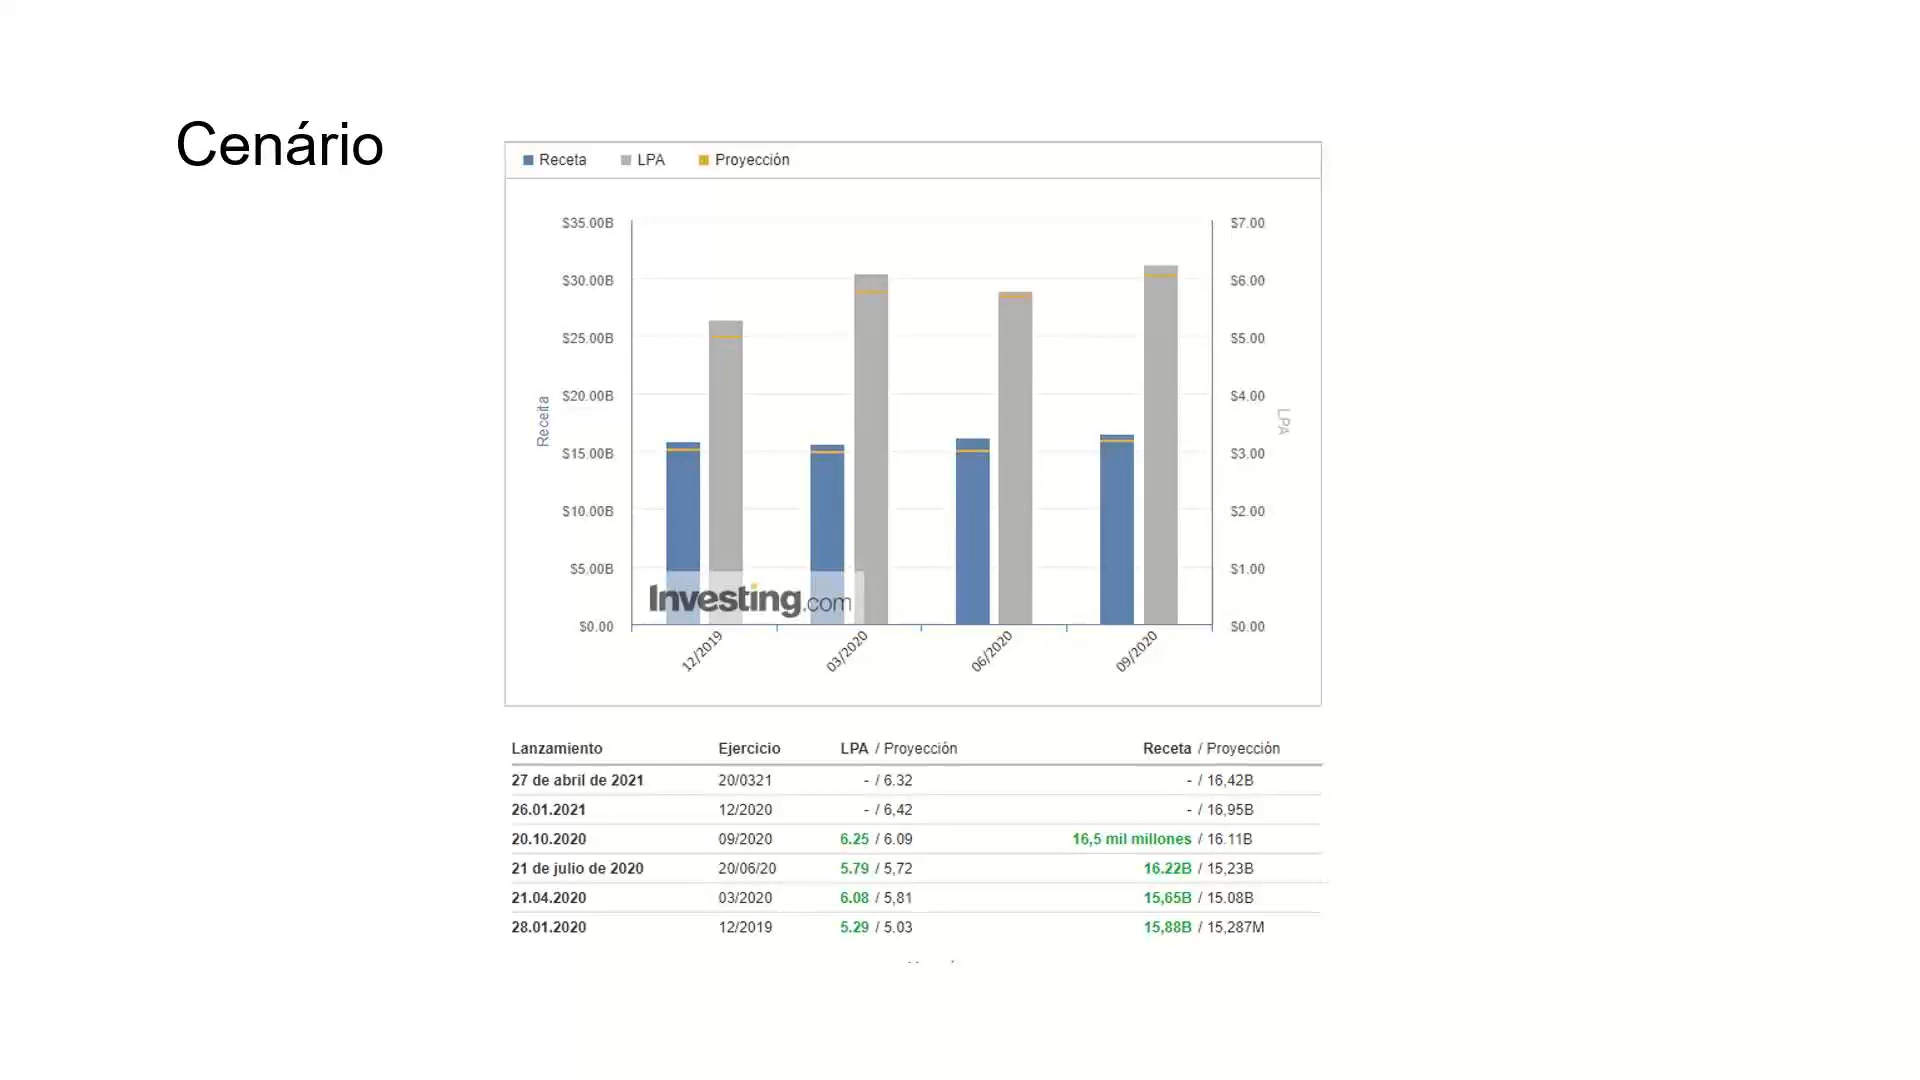 Cenário
Receta LPA Proyección
$35.00B
$30.00B
$25.00B
$20.00B
$15.00B
$10.00B
$5.00B
$0.00
Receita
$7.00
$6.00
$5.00
$4.00
$3.00
$2.00
$1.00
$0.00
LPA
Investing.com
12/2019 03/2020 06/2020 09/2020
Lanzamiento Ejercicio LPA / Proyección Receta / Proyección
27 de abril de 2021 20/0321 - / 6.32 - / 16,42B
26.01.2021 12/2020 - / 6,42 - / 16,95B
20.10.2020 09/2020 6.25 / 6.09 16,5 mil millones / 16.11B
21 de julio de 2020 20/06/20 5.79 / 5,72 16.22B / 15,23B
21.04.2020 03/2020 6.08 / 5,81 15,65B / 15.08B
28.01.2020 12/2019 5.29 / 5.03 15,88B / 15,287M